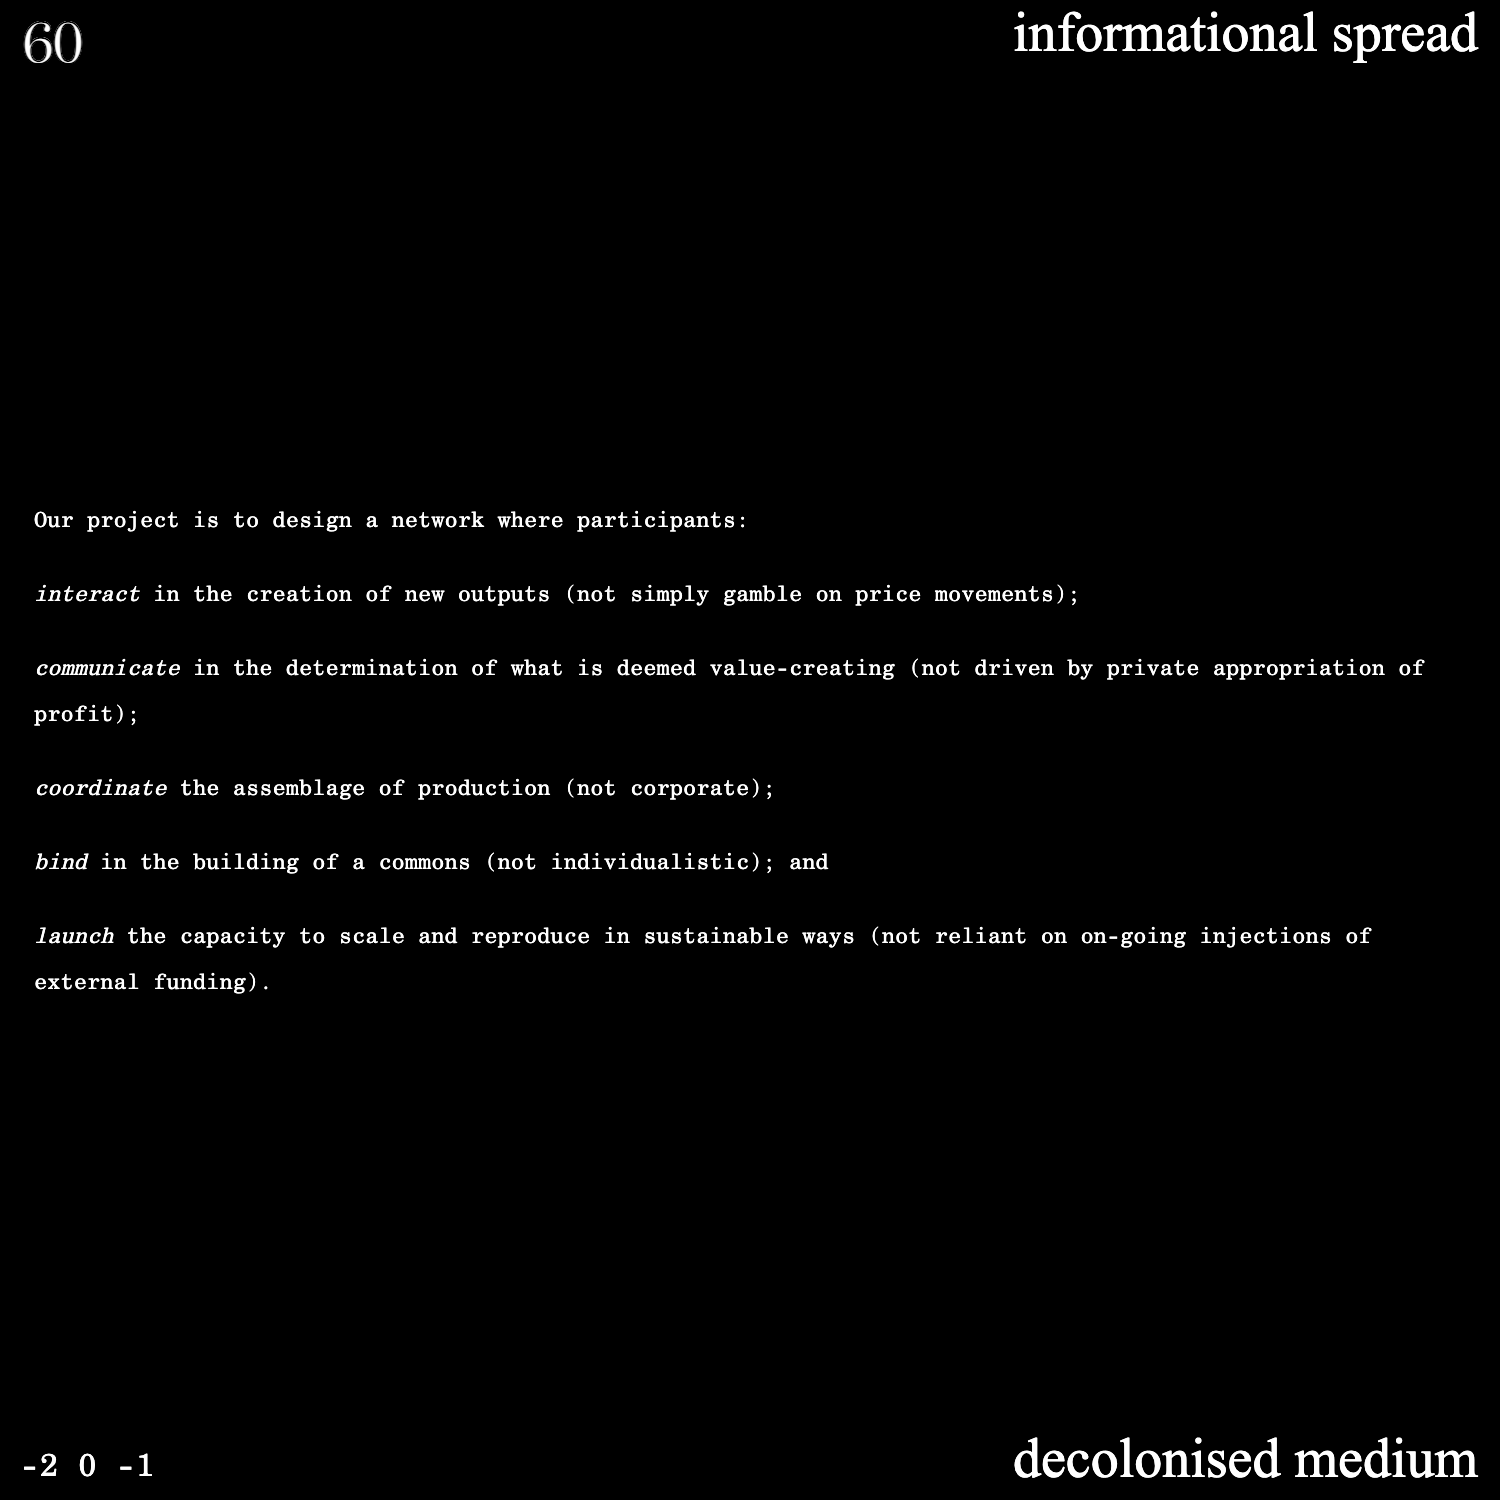 60
informational spread
Our project is to design a network where participants:
interact in the creation of new outputs (not simply gamble on price movements);
communicate in the determination of what is deemed value-creating (not driven by private appropriation of
profit);
coordinate the assemblage of production (not corporate);
bind in the building of a commons (not individualistic); and
launch the capacity to scale and reproduce in sustainable ways (not reliant on on-going injections of
external funding).
-2 0 -1
decolonised medium